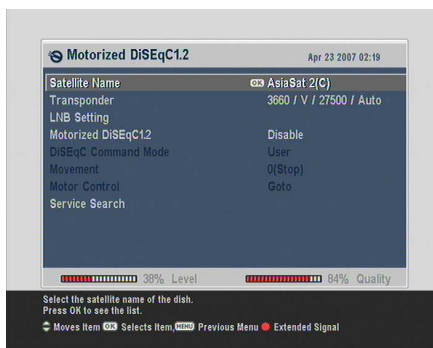 Motorized DiSEqC1.2 Apr 23 2007 02:19
Satellite Name OK AsiaSat 2(C)
Transponder 3660 / V / 27500 / Auto
LNB Setting
Motorized DiSEqC1.2 Disable
DiSEqC Command Mode User
Movement 0(Stop)
Motor Control Goto
Service Search
38% Level 84% Quality
Select the satellite name of the dish.
Press OK to see the list.
Moves Item OK Selects Item, MENU Previous Menu Extended Signal